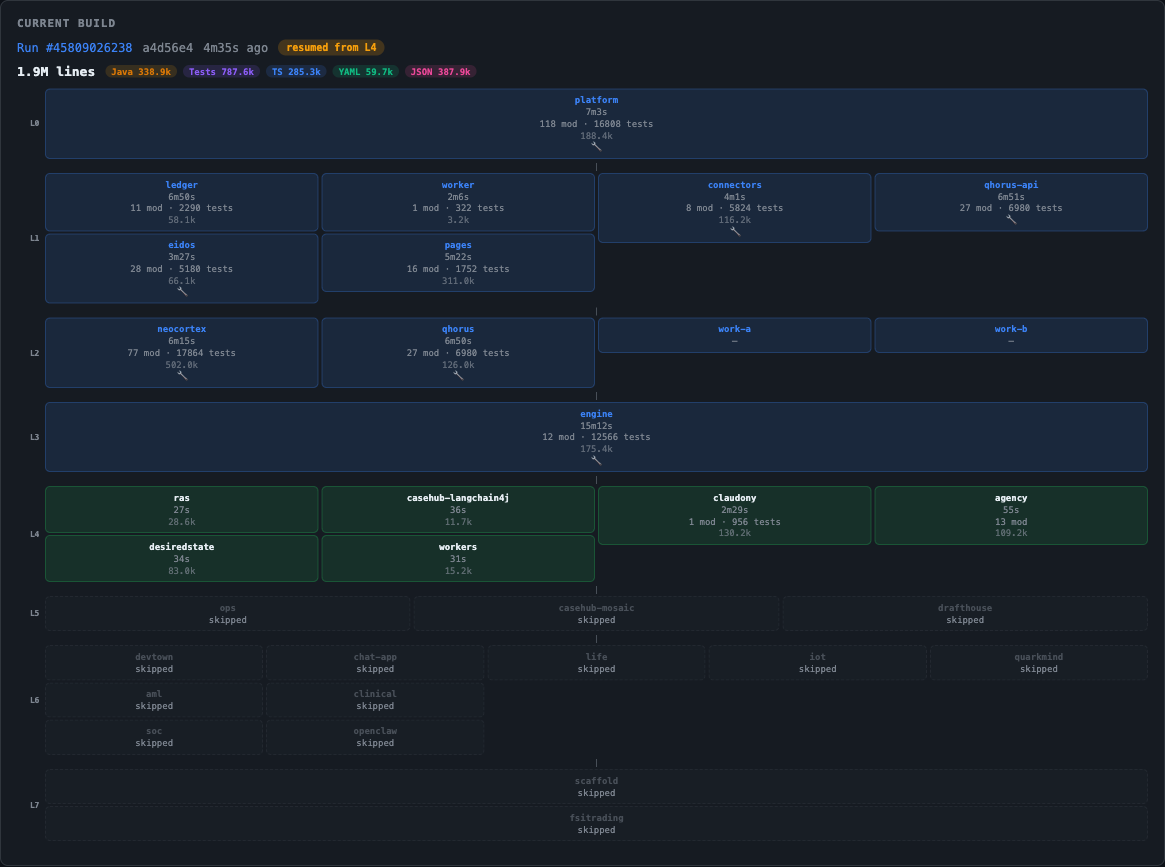 CURRENT BUILD
Run #45809026238 a4d56e4 4m35s ago resumed from L4
1.9M lines Java 338.9k Tests 787.6k TS 285.3k YAML 59.7k JSON 387.9k
L0
platform
7m3s
118 mod · 16808 tests
188.4k
L1
ledger
6m50s
11 mod · 2290 tests
58.1k
worker
2m6s
1 mod · 322 tests
3.2k
connectors
4m1s
8 mod · 5824 tests
116.2k
qhorus-api
6m51s
27 mod · 6980 tests
eidos
3m27s
28 mod · 5180 tests
66.1k
pages
5m22s
16 mod · 1752 tests
311.0k
L2
neocortex
6m15s
77 mod · 17864 tests
502.0k
qhorus
6m50s
27 mod · 6980 tests
126.0k
work-a
—
work-b
—
L3
engine
15m12s
12 mod · 12566 tests
175.4k
L4
ras
27s
28.6k
casehub-langchain4j
36s
11.7k
claudony
2m29s
1 mod · 956 tests
130.2k
agency
55s
13 mod
109.2k
desiredstate
34s
83.0k
workers
31s
15.2k
L5
ops
skipped
casehub-mosaic
skipped
drafthouse
skipped
L6
devtown
skipped
chat-app
skipped
life
skipped
iot
skipped
quarkmind
skipped
aml
skipped
clinical
skipped
soc
skipped
openclaw
skipped
L7
scaffold
skipped
fsitrading
skipped